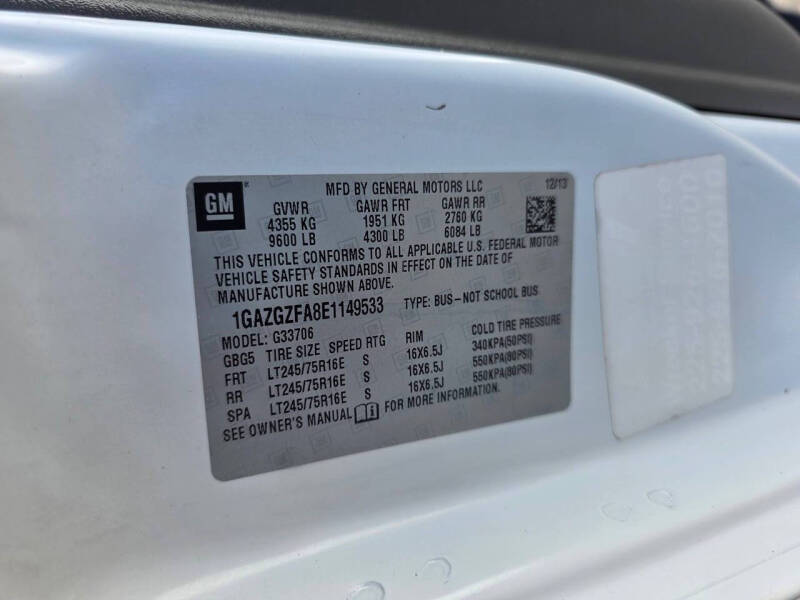 GM MFD BY GENERAL MOTORS LLC 12/13
GVWR GAWR FRT GAWR RR
4355 KG 1951 KG 2760 KG
9600 LB 4300 LB 6084 LB
THIS VEHICLE CONFORMS TO ALL APPLICABLE U.S. FEDERAL MOTOR
VEHICLE SAFETY STANDARDS IN EFFECT ON THE DATE OF
MANUFACTURE SHOWN ABOVE.
1GAZGZFA8E1149533 TYPE: BUS-NOT SCHOOL BUS
MODEL: G33706
GBG5 TIRE SIZE SPEED RTG RIM COLD TIRE PRESSURE
FRT LT245/75R16E S 16X6.5J 340KPA(50PSI)
RR LT245/75R16E S 16X6.5J 550KPA(80PSI)
SPA LT245/75R16E S 16X6.5J 550KPA(80PSI)
SEE OWNER'S MANUAL FOR MORE INFORMATION.